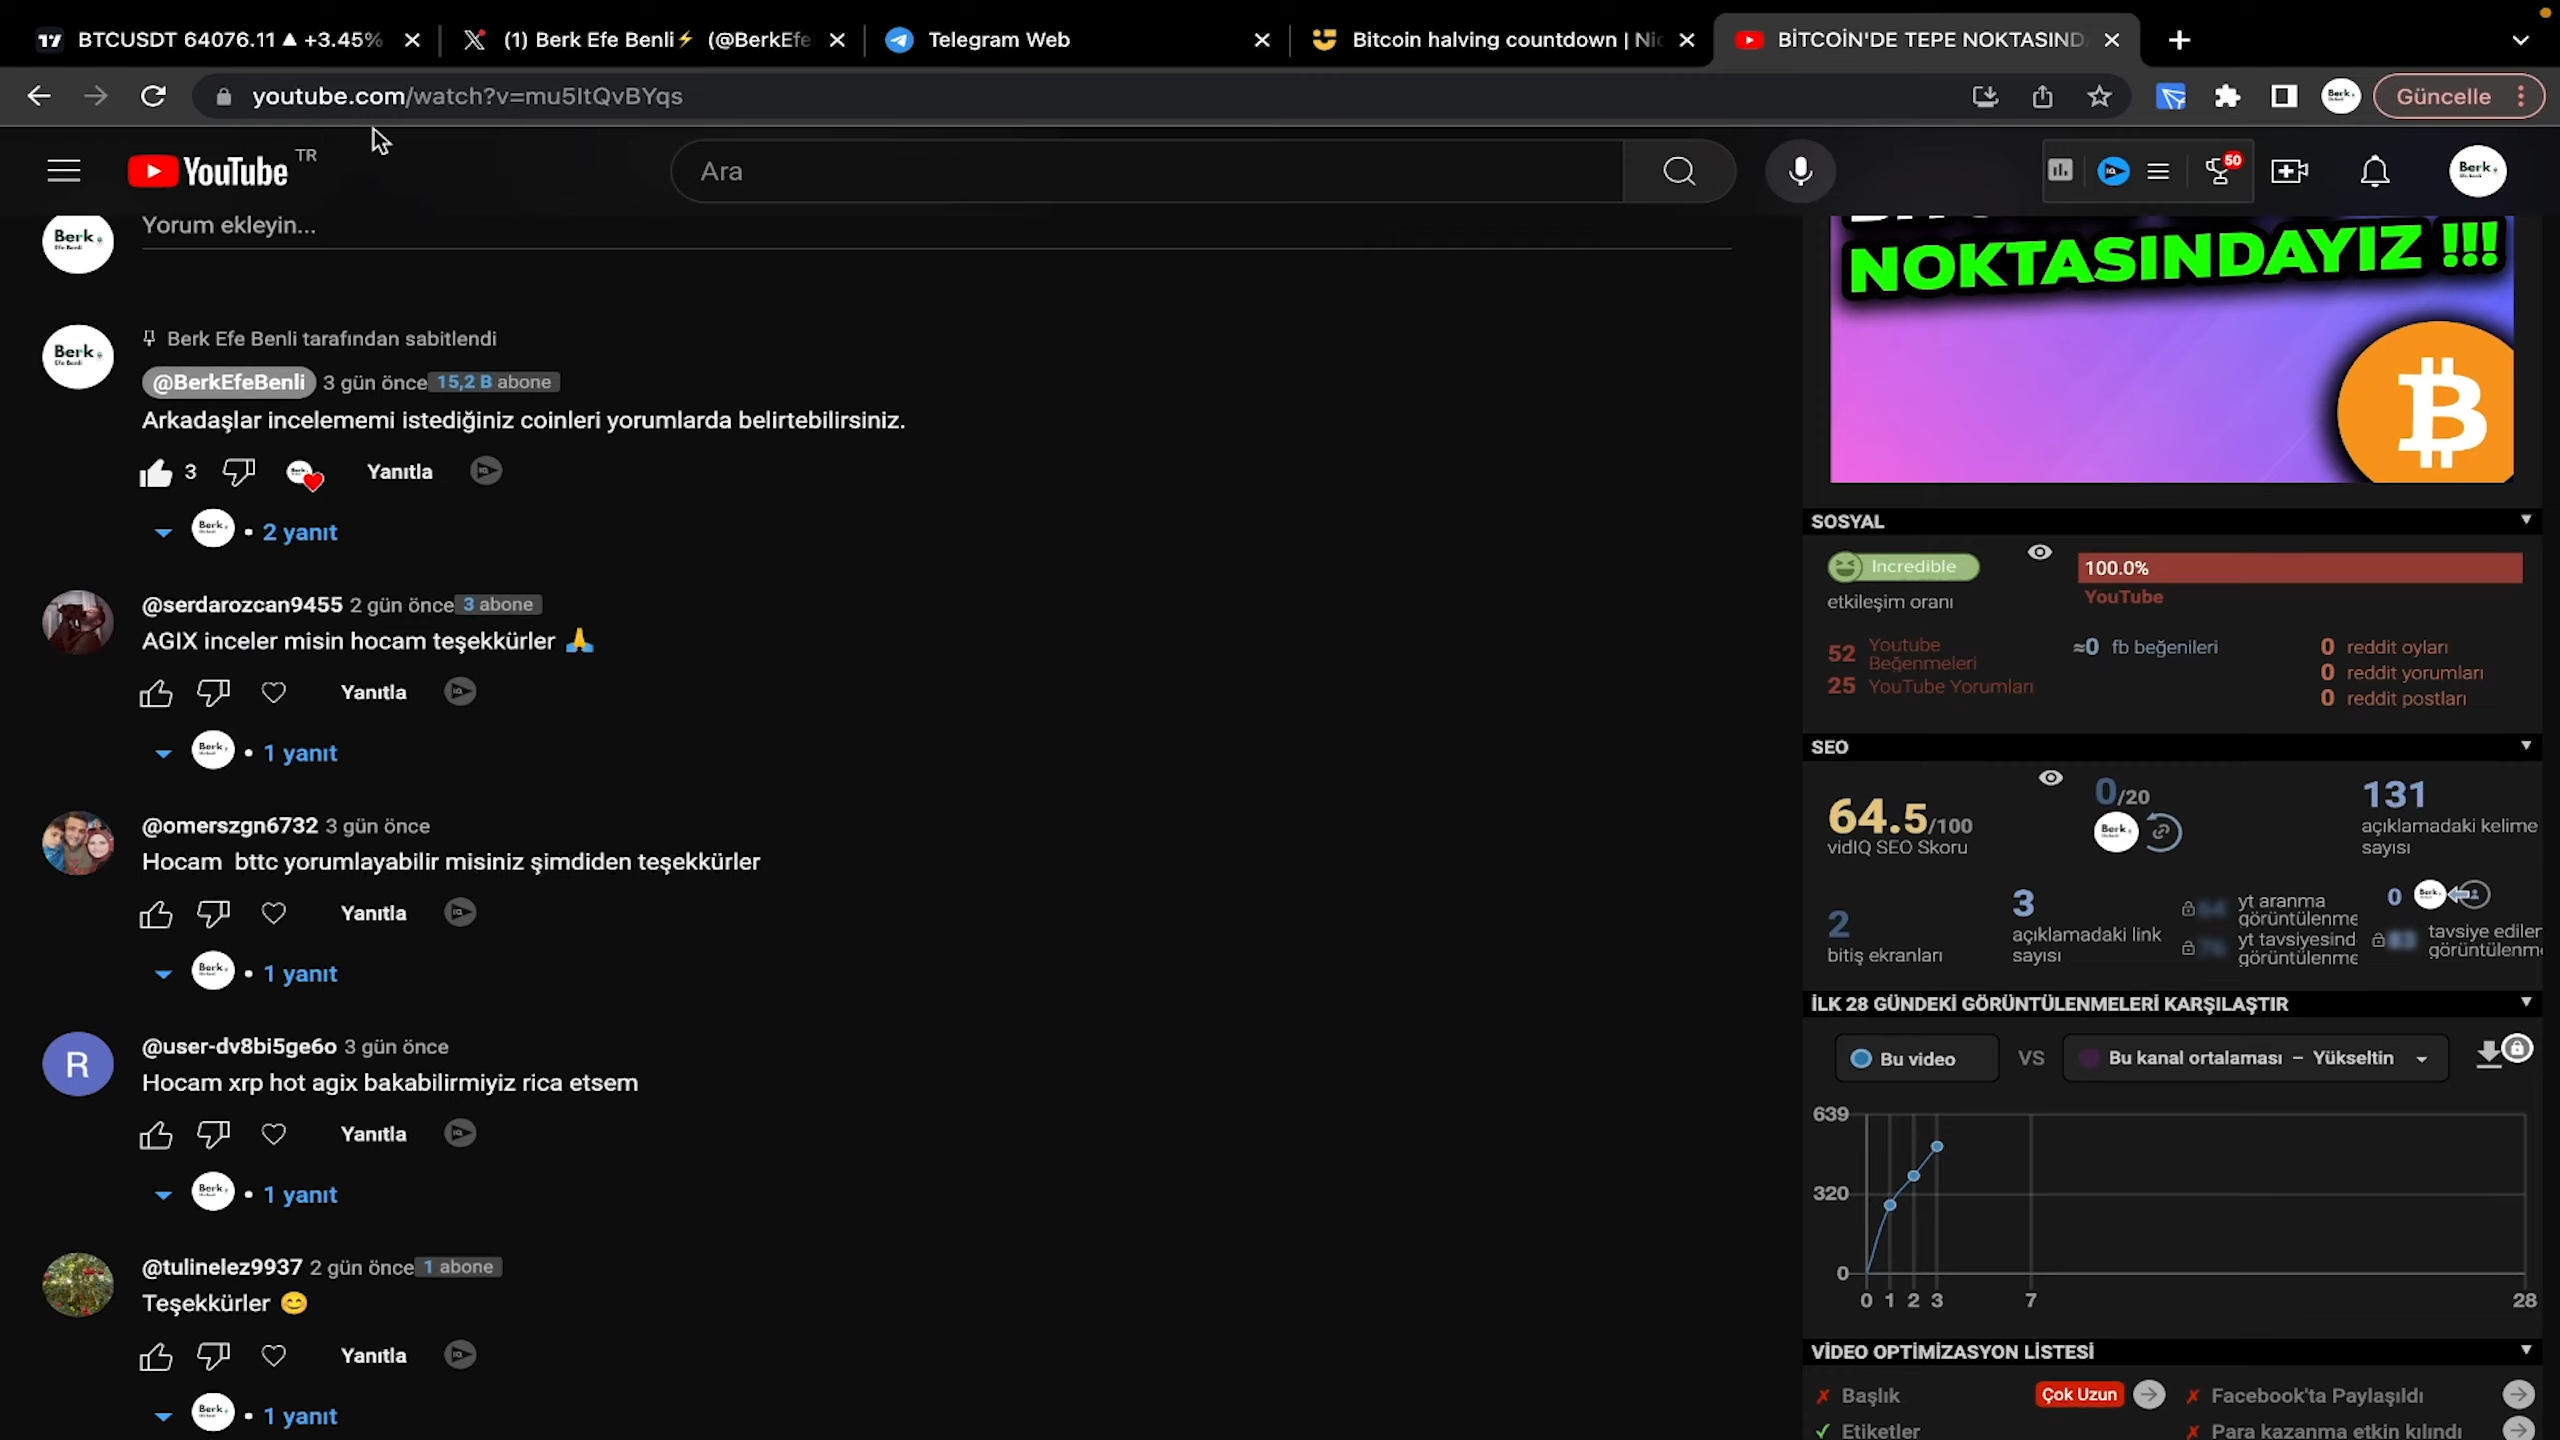 BTCUSDT 64076.11 ▲ +3.45%
(1) Berk Efe Benli⚡ (@BerkEfe
Telegram Web
Bitcoin halving countdown | Nic
BİTCOİN'DE TEPE NOKTASIND
youtube.com/watch?v=mu5ItQvBYqs
Güncelle
YouTube TR
Ara
50
Yorum ekleyin...
Berk Efe Benli tarafından sabitlendi
@BerkEfeBenli 3 gün önce 15,2 B abone
Arkadaşlar incelememi istediğiniz coinleri yorumlarda belirtebilirsiniz.
3 Yanıtla
• 2 yanıt
@serdarozcan9455 2 gün önce 3 abone
AGIX inceler misin hocam teşekkürler 🙏
Yanıtla
• 1 yanıt
@omerszgn6732 3 gün önce
Hocam bttc yorumlayabilir misiniz şimdiden teşekkürler
Yanıtla
• 1 yanıt
R
@user-dv8bi5ge6o 3 gün önce
Hocam xrp hot agix bakabilirmiyiz rica etsem
Yanıtla
• 1 yanıt
@tulinelez9937 2 gün önce 1 abone
Teşekkürler 😊
Yanıtla
• 1 yanıt
NOKTASINDAYIZ !!!
SOSYAL
Incredible
etkileşim oranı
100.0%
YouTube
52 Youtube Beğenmeleri
25 YouTube Yorumları
≈0 fb beğenileri
0 reddit oyları
0 reddit yorumları
0 reddit postları
SEO
64.5/100
vidIQ SEO Skoru
0/20
131
açıklamadaki kelime
sayısı
2
bitiş ekranları
3
açıklamadaki link
sayısı
yt aranma
görüntülenme
yt tavsiyesind
görüntülenme
0
tavsiye edilen
görüntülenme
İLK 28 GÜNDEKİ GÖRÜNTÜLENMELERİ KARŞILAŞTIR
Bu video VS Bu kanal ortalaması – Yükseltin
639
320
0
0 1 2 3 7 28
VİDEO OPTİMİZASYON LİSTESİ
✗ Başlık Çok Uzun
✗ Facebook'ta Paylaşıldı
✓ Etiketler
✗ Para kazanma etkin kılındı